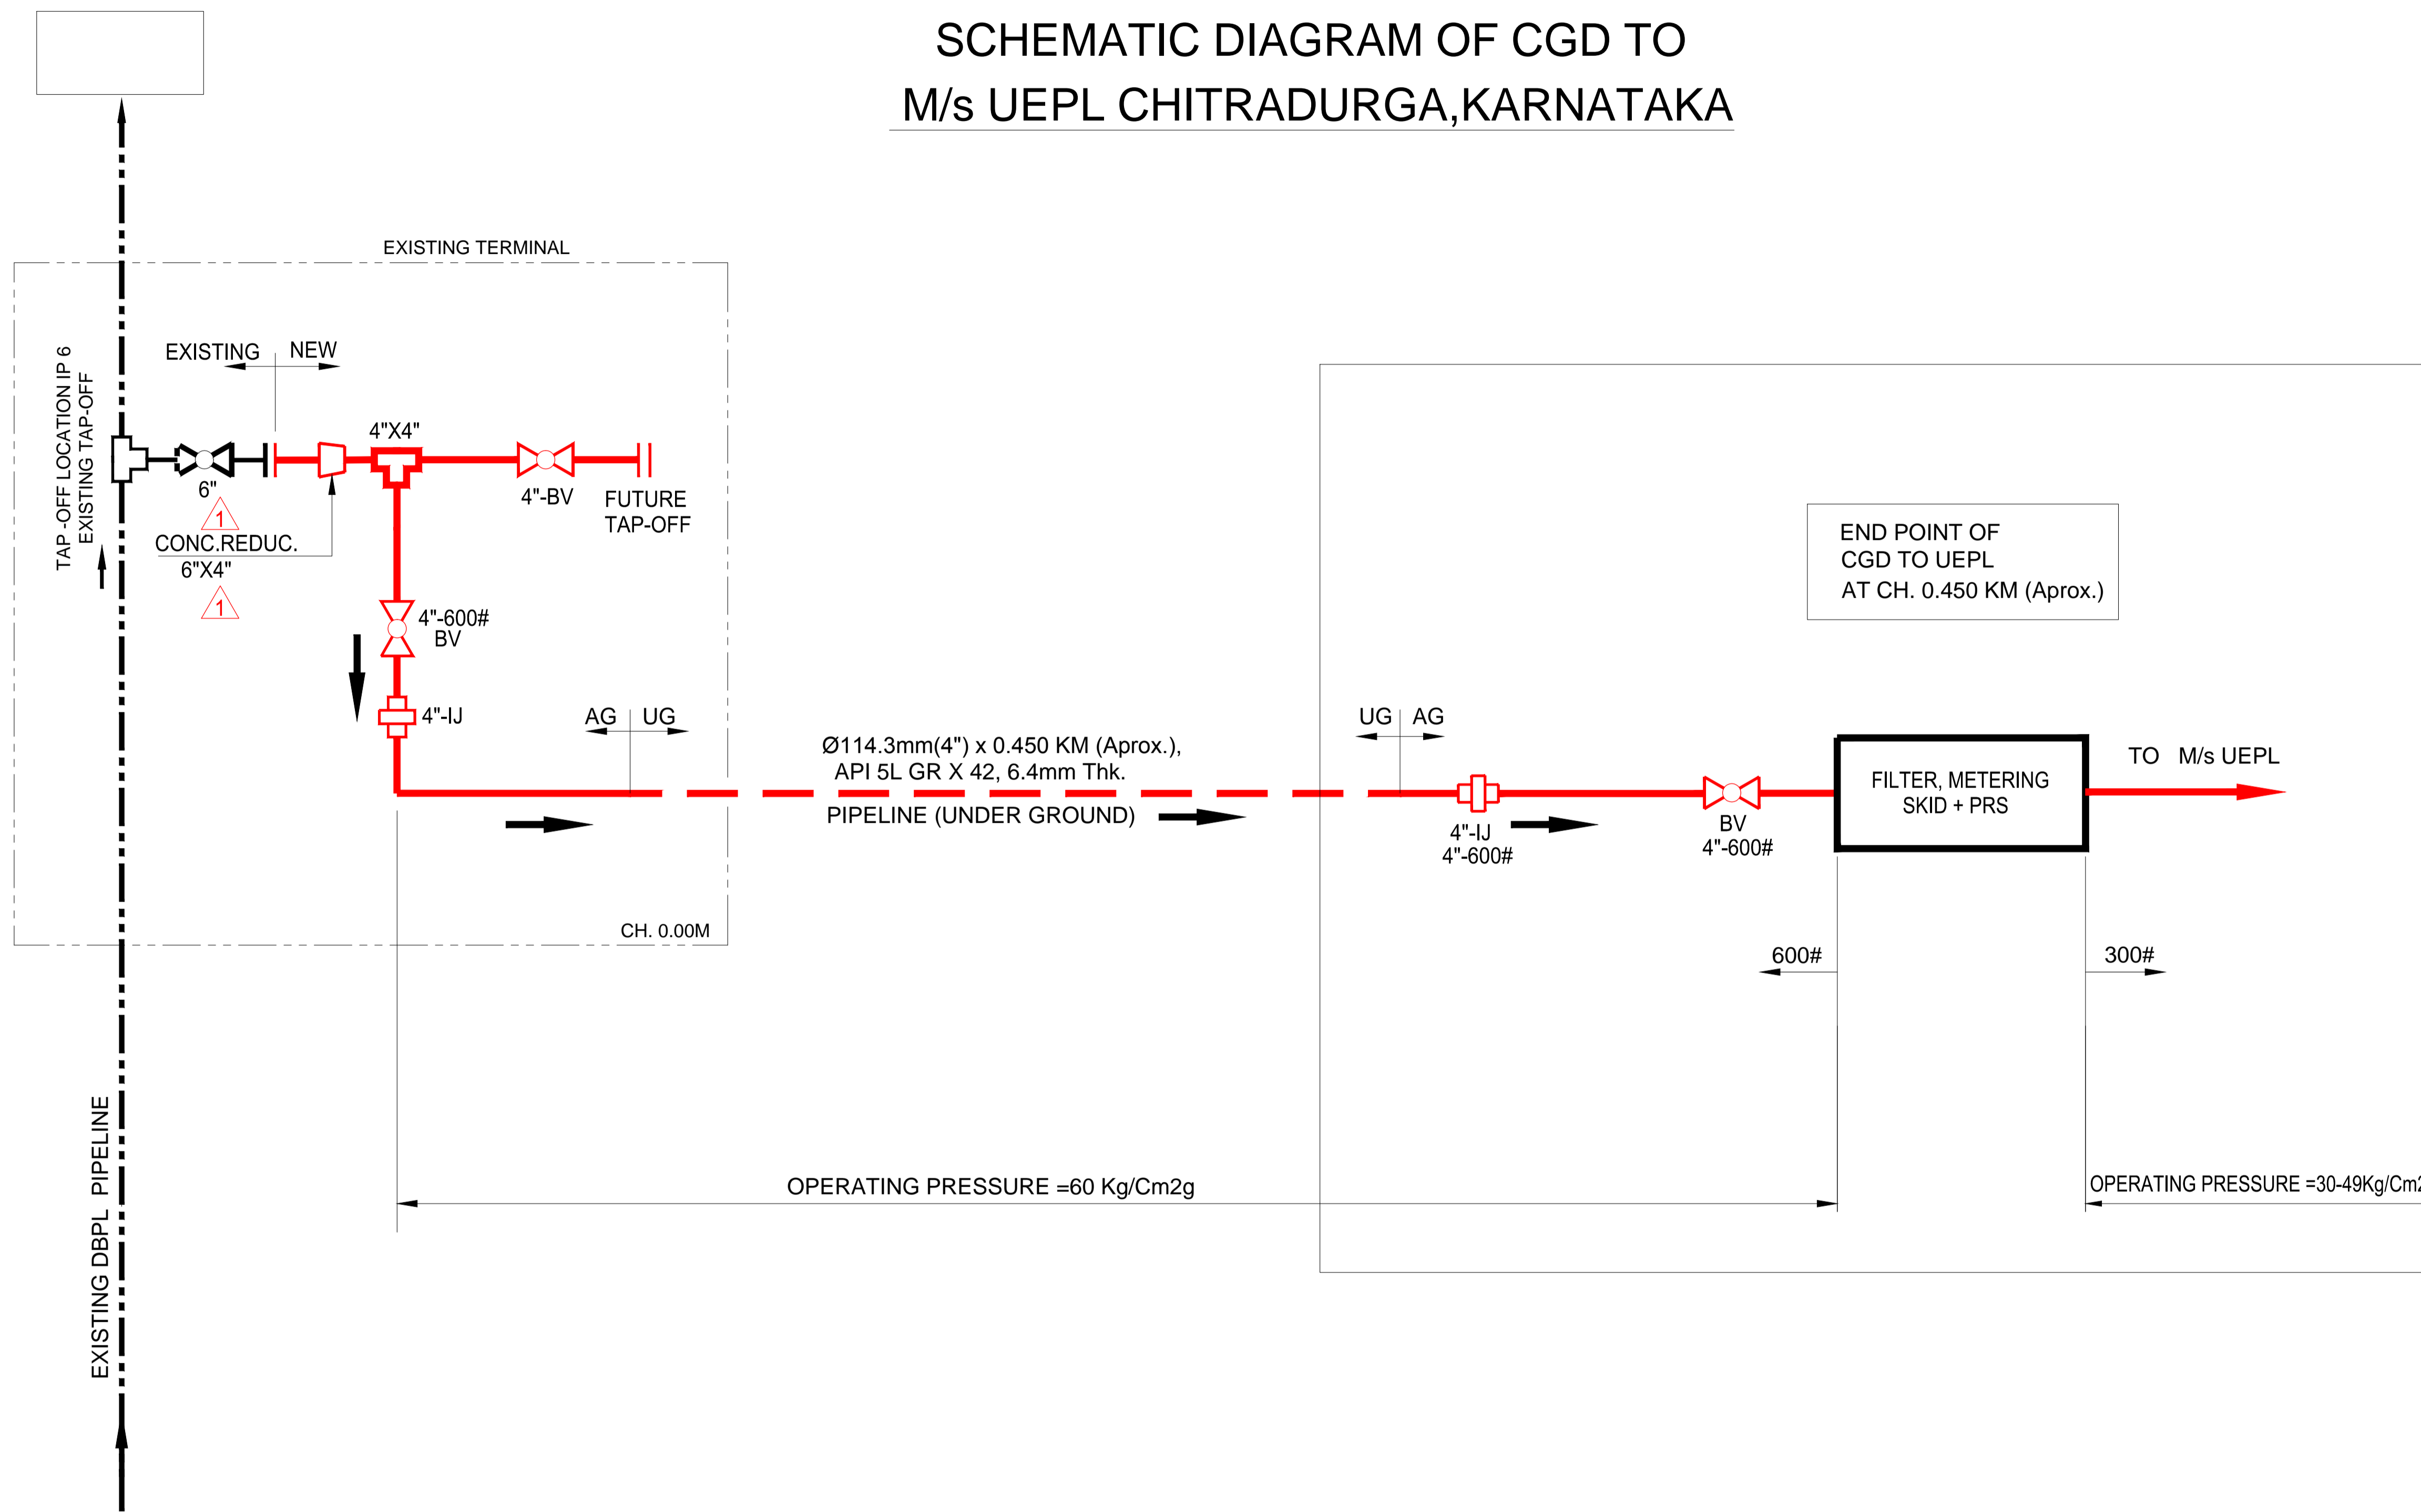 SCHEMATIC DIAGRAM OF CGD TO
M/s UEPL CHITRADURGA,KARNATAKA
EXISTING TERMINAL
TAP -OFF LOCATION IP 6
EXISTING TAP-OFF
EXISTING
NEW
4"X4"
6"
1
CONC.REDUC.
6"X4"
1
4"-BV
FUTURE
TAP-OFF
4"-600#
BV
4"-IJ
AG
UG
CH. 0.00M
Ø114.3mm(4") x 0.450 KM (Aprox.),
API 5L GR X 42, 6.4mm Thk.
PIPELINE (UNDER GROUND)
END POINT OF
CGD TO UEPL
AT CH. 0.450 KM (Aprox.)
UG
AG
4"-IJ
4"-600#
BV
4"-600#
FILTER, METERING
SKID + PRS
TO M/s UEPL
600#
300#
OPERATING PRESSURE =60 Kg/Cm2g
OPERATING PRESSURE =30-49Kg/Cm2
EXISTING DBPL PIPELINE